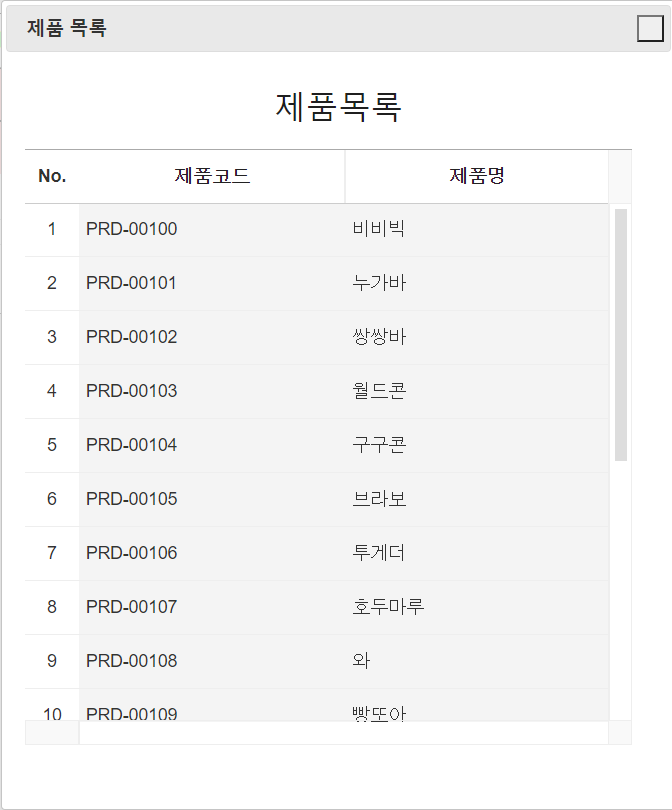 제품 목록
제품목록
No. 제품코드 제품명
1 PRD-00100 비비빅
2 PRD-00101 누가바
3 PRD-00102 쌍쌍바
4 PRD-00103 월드콘
5 PRD-00104 구구콘
6 PRD-00105 브라보
7 PRD-00106 투게더
8 PRD-00107 호두마루
9 PRD-00108 와
10 PRD-00109 빵또아